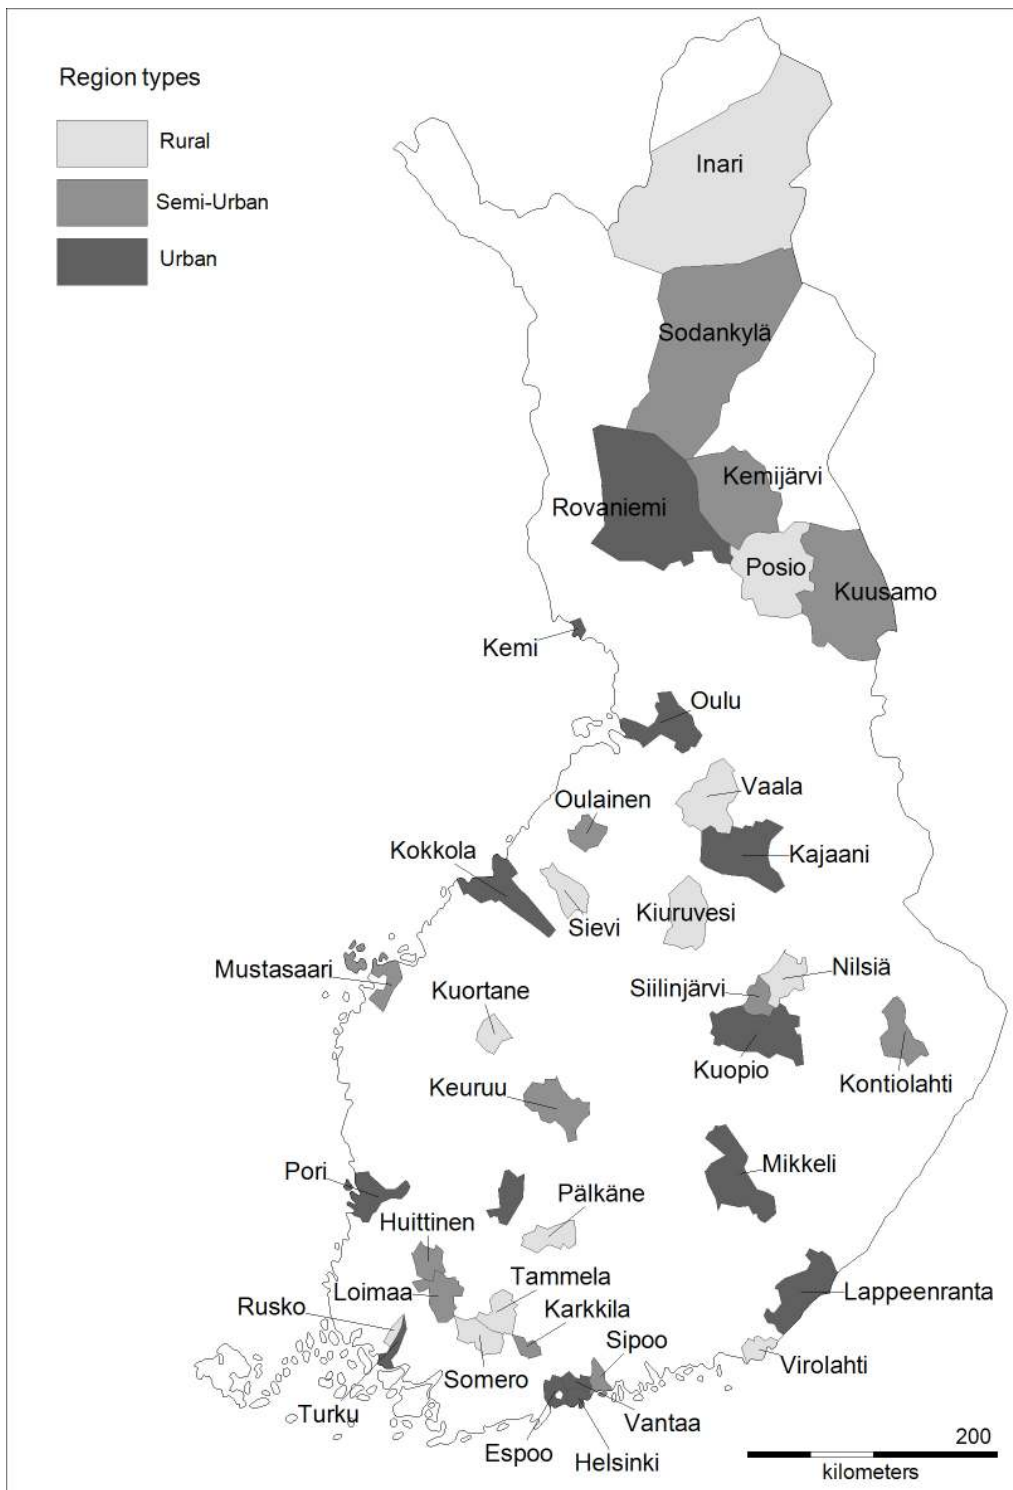 Region types
Rural
Semi-Urban
Urban
Inari
Sodankylä
Kemijärvi
Rovaniemi
Posio
Kuusamo
Kemi
Oulu
Vaala
Oulainen
Kokkola
Kajaani
Kiuruvesi
Sievi
Mustasaari
Nilsiä
Siilinjärvi
Kuortane
Kuopio
Kontiolahti
Keuruu
Mikkeli
Pori
Pälkäne
Huittinen
Tammela
Loimaa
Lappeenranta
Rusko
Karkkila
Sipoo
Virolahti
Somero
Turku
Vantaa
Espoo
Helsinki
200
kilometers